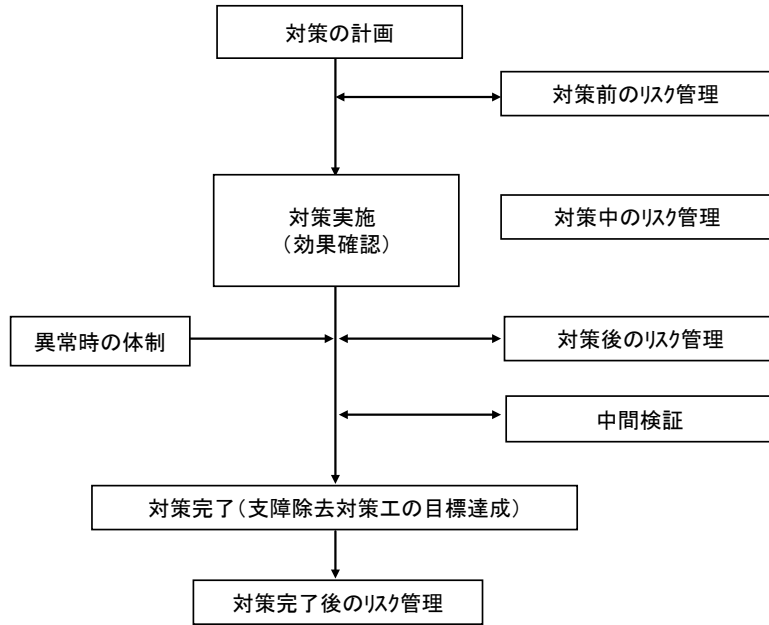 対策の計画
対策前のﾘｽｸ管理
対策実施
（効果確認）
対策中のﾘｽｸ管理
異常時の体制
対策後のﾘｽｸ管理
中間検証
対策完了（支障除去対策工の目標達成）
対策完了後のﾘｽｸ管理